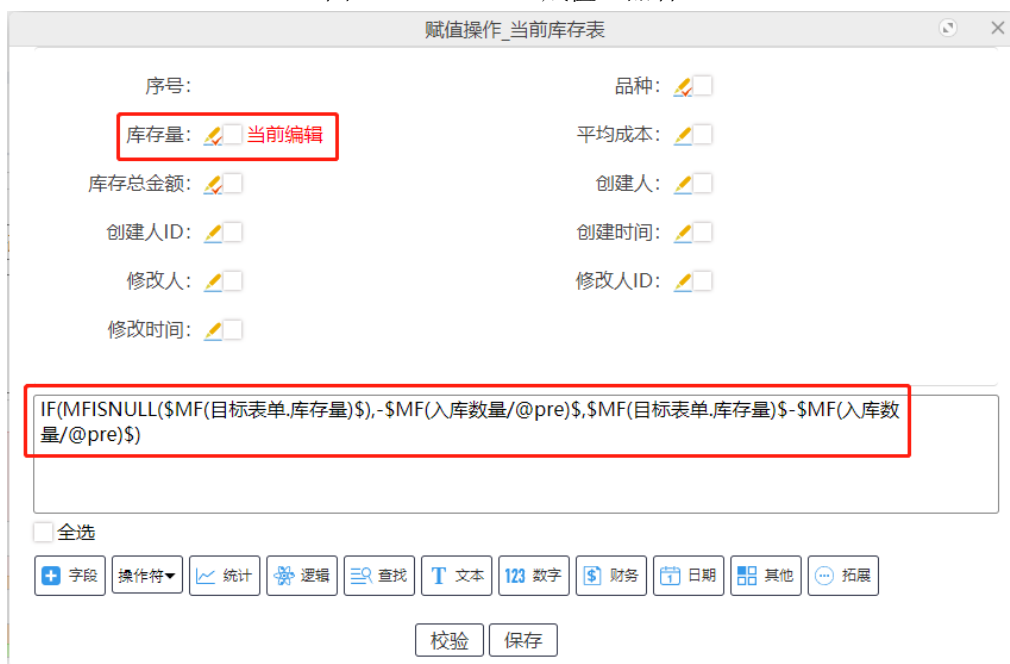 赋值操作_当前库存表
序号:
品种:
库存量: 当前编辑
平均成本:
库存总金额:
创建人:
创建人ID:
创建时间:
修改人:
修改人ID:
修改时间:
IF(MFISNULL($MF(目标表单.库存量)$),-$MF(入库数量/@pre)$,$MF(目标表单.库存量)$-$MF(入库数
量/@pre)$)
全选
字段 操作符▼ 统计 逻辑 查找 T 文本 123 数字 $ 财务 1 日期 其他 拓展
校验 保存